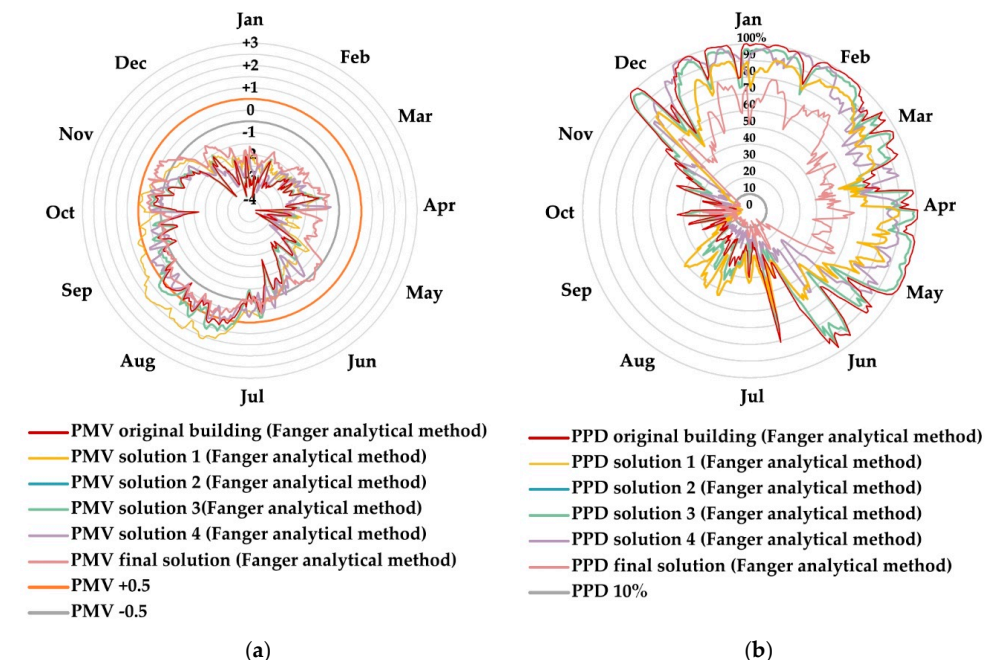 Jan
+3
+2
+1
0
-1
-4
Feb
Mar
Apr
May
Jun
Jul
Aug
Sep
Oct
Nov
Dec
PMV original building (Fanger analytical method)
PMV solution 1 (Fanger analytical method)
PMV solution 2 (Fanger analytical method)
PMV solution 3(Fanger analytical method)
PMV solution 4 (Fanger analytical method)
PMV final solution (Fanger analytical method)
PMV +0.5
PMV -0.5
(a)
Jan
100%
90
80
70
60
50
40
30
20
10
0
Feb
Mar
Apr
May
Jun
Jul
Aug
Sep
Oct
Nov
Dec
PPD original building (Fanger analytical method)
PPD solution 1 (Fanger analytical method)
PPD solution 2 (Fanger analytical method)
PPD solution 3 (Fanger analytical method)
PPD solution 4 (Fanger analytical method)
PPD final solution (Fanger analytical method)
PPD 10%
(b)